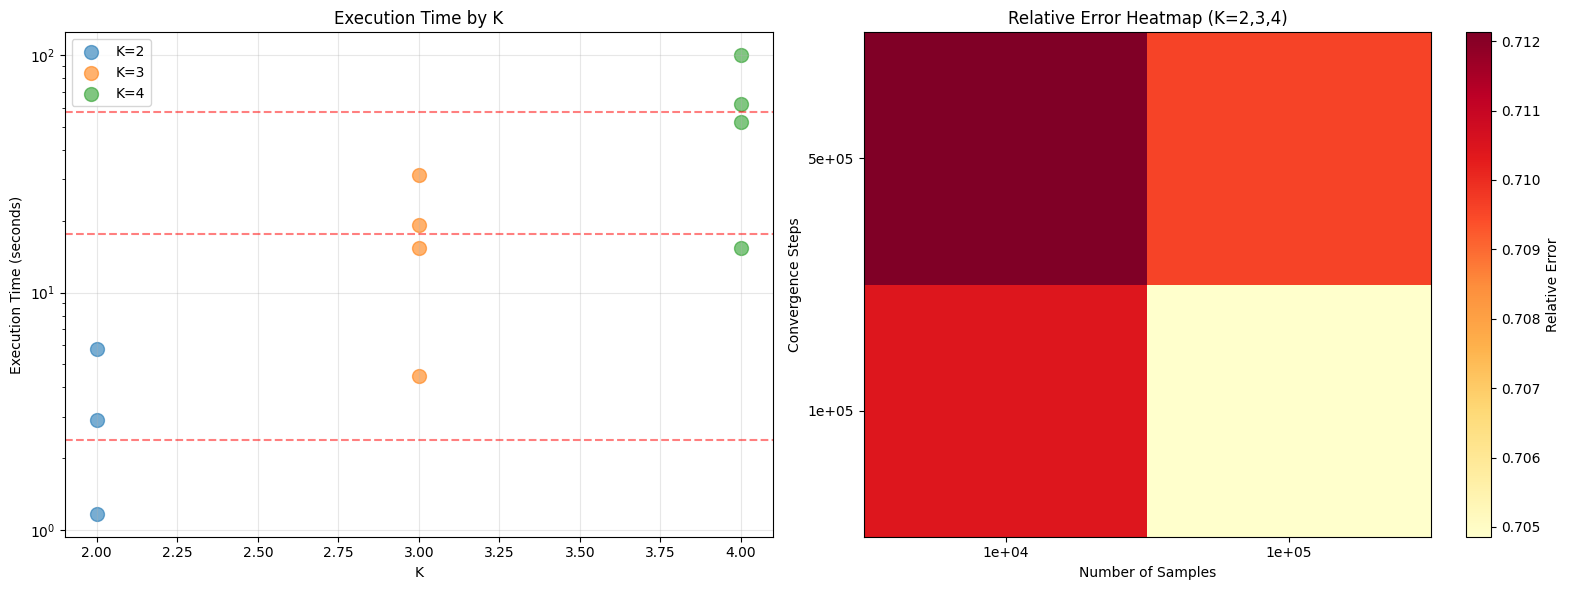 Execution Time by K
K=2
K=3
K=4
10²
10¹
10⁰
Execution Time (seconds)
2.00 2.25 2.50 2.75 3.00 3.25 3.50 3.75 4.00
K
Relative Error Heatmap (K=2,3,4)
5e+05
1e+05
Convergence Steps
1e+04 1e+05
Number of Samples
0.712
0.711
0.710
0.709
0.708
0.707
0.706
0.705
Relative Error